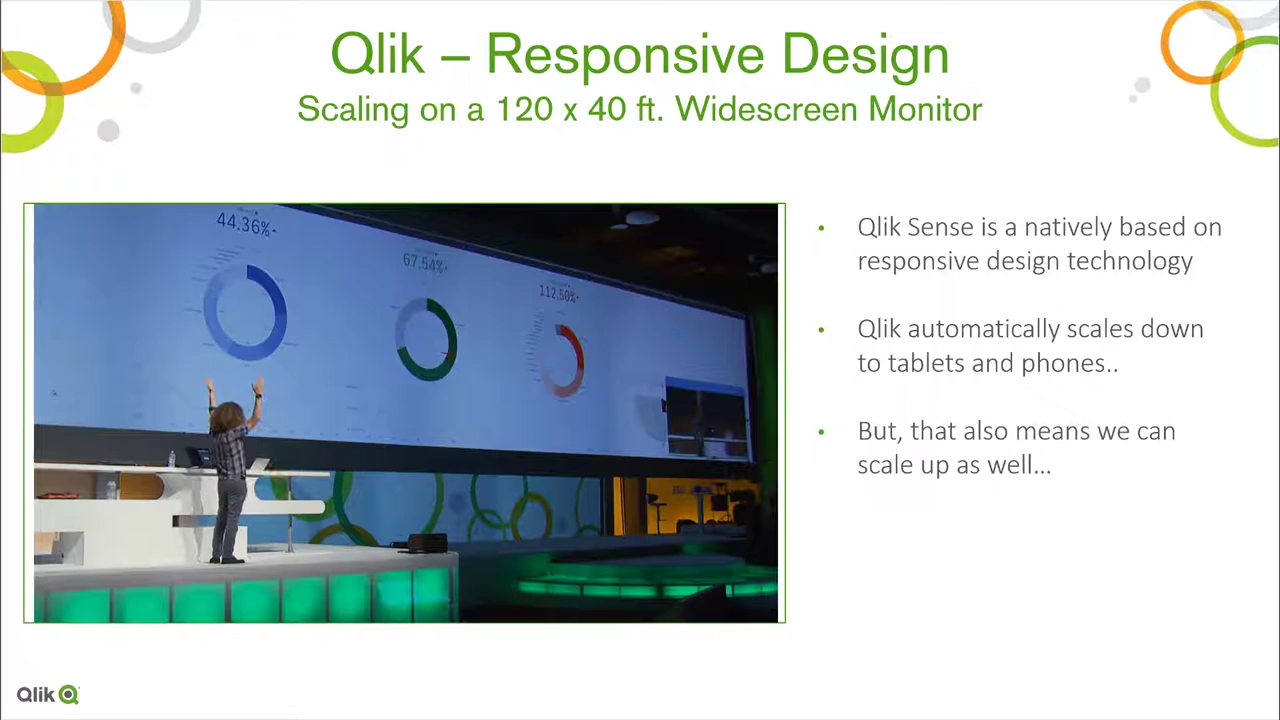 Qlik – Responsive Design
Scaling on a 120 x 40 ft. Widescreen Monitor
44.36%
67.54%
112.50%
• Qlik Sense is a natively based on
responsive design technology
• Qlik automatically scales down
to tablets and phones..
• But, that also means we can
scale up as well...
Qlik